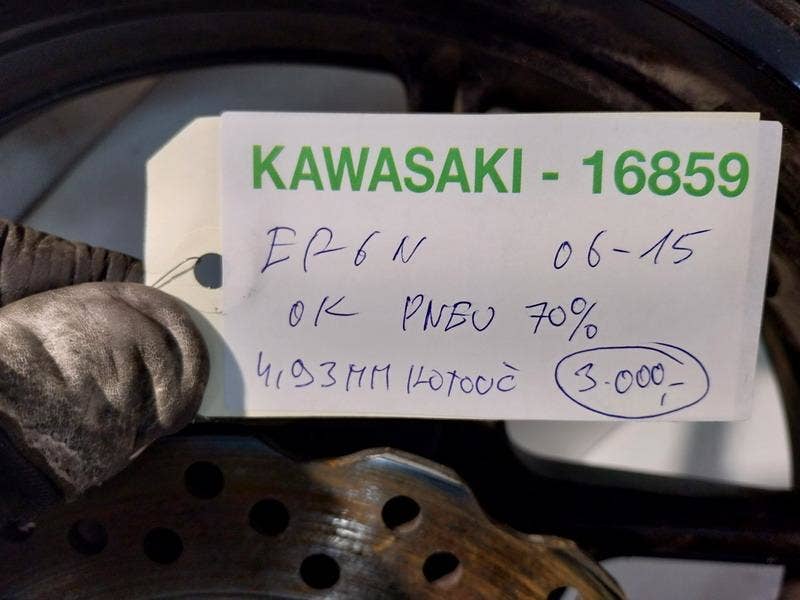 KAWASAKI - 16859
ER6N 06-15
OK PNEU 70%
4,93MM KOTOUČ 3.000,-